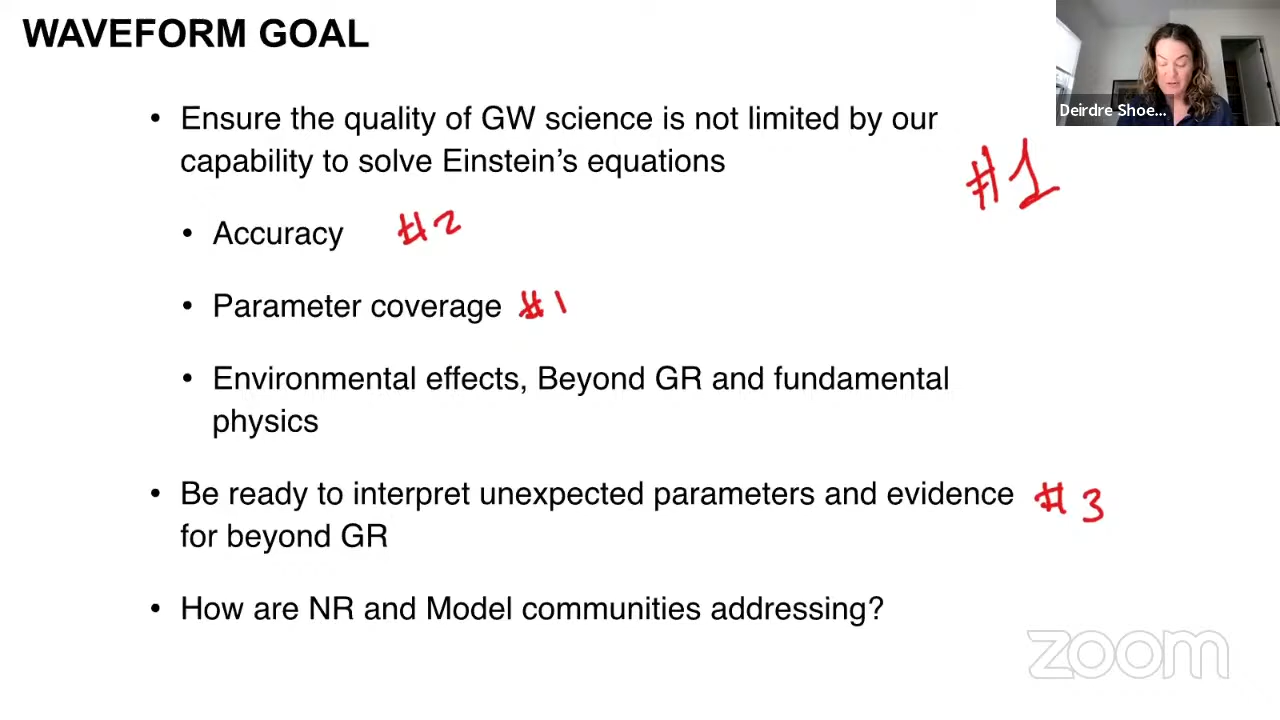 WAVEFORM GOAL
Deirdre Shoe...
• Ensure the quality of GW science is not limited by our
capability to solve Einstein's equations
#1
• Accuracy #2
• Parameter coverage #1
• Environmental effects, Beyond GR and fundamental
physics
• Be ready to interpret unexpected parameters and evidence #3
for beyond GR
• How are NR and Model communities addressing?
zoom